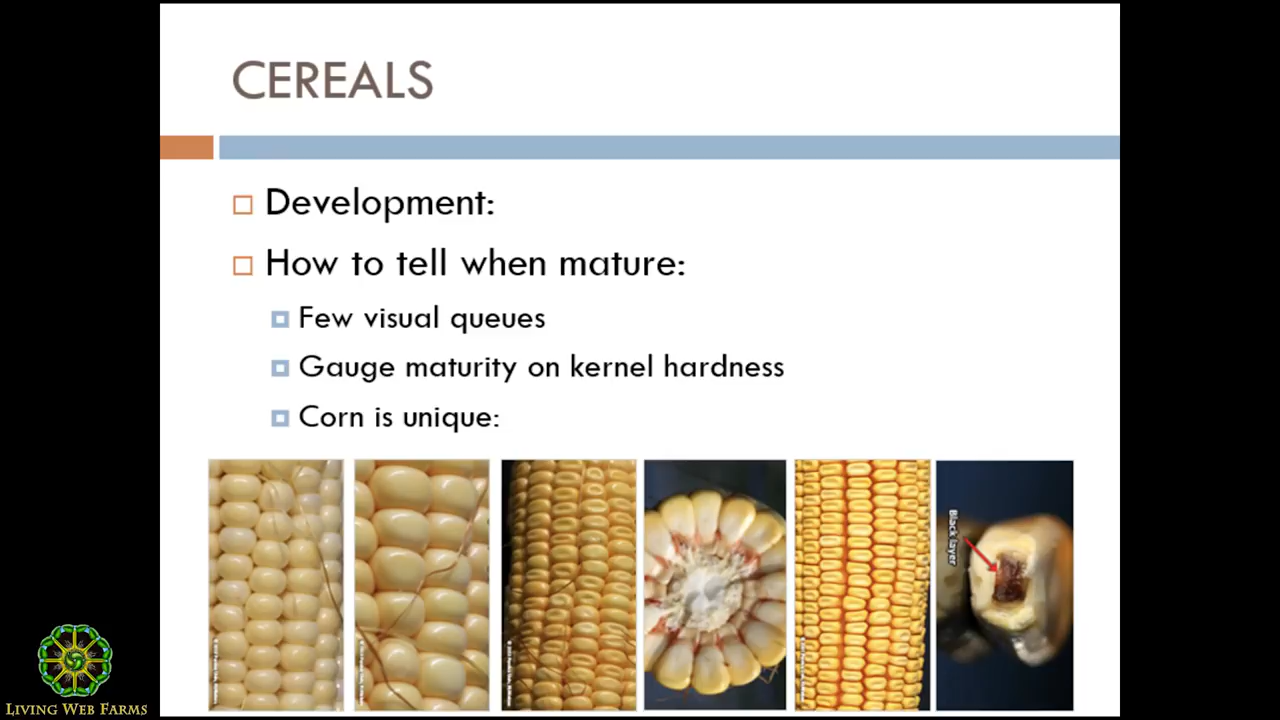 CEREALS
Development:
How to tell when mature:
Few visual queues
Gauge maturity on kernel hardness
Corn is unique:
Black layer
LIVING WEB FARMS